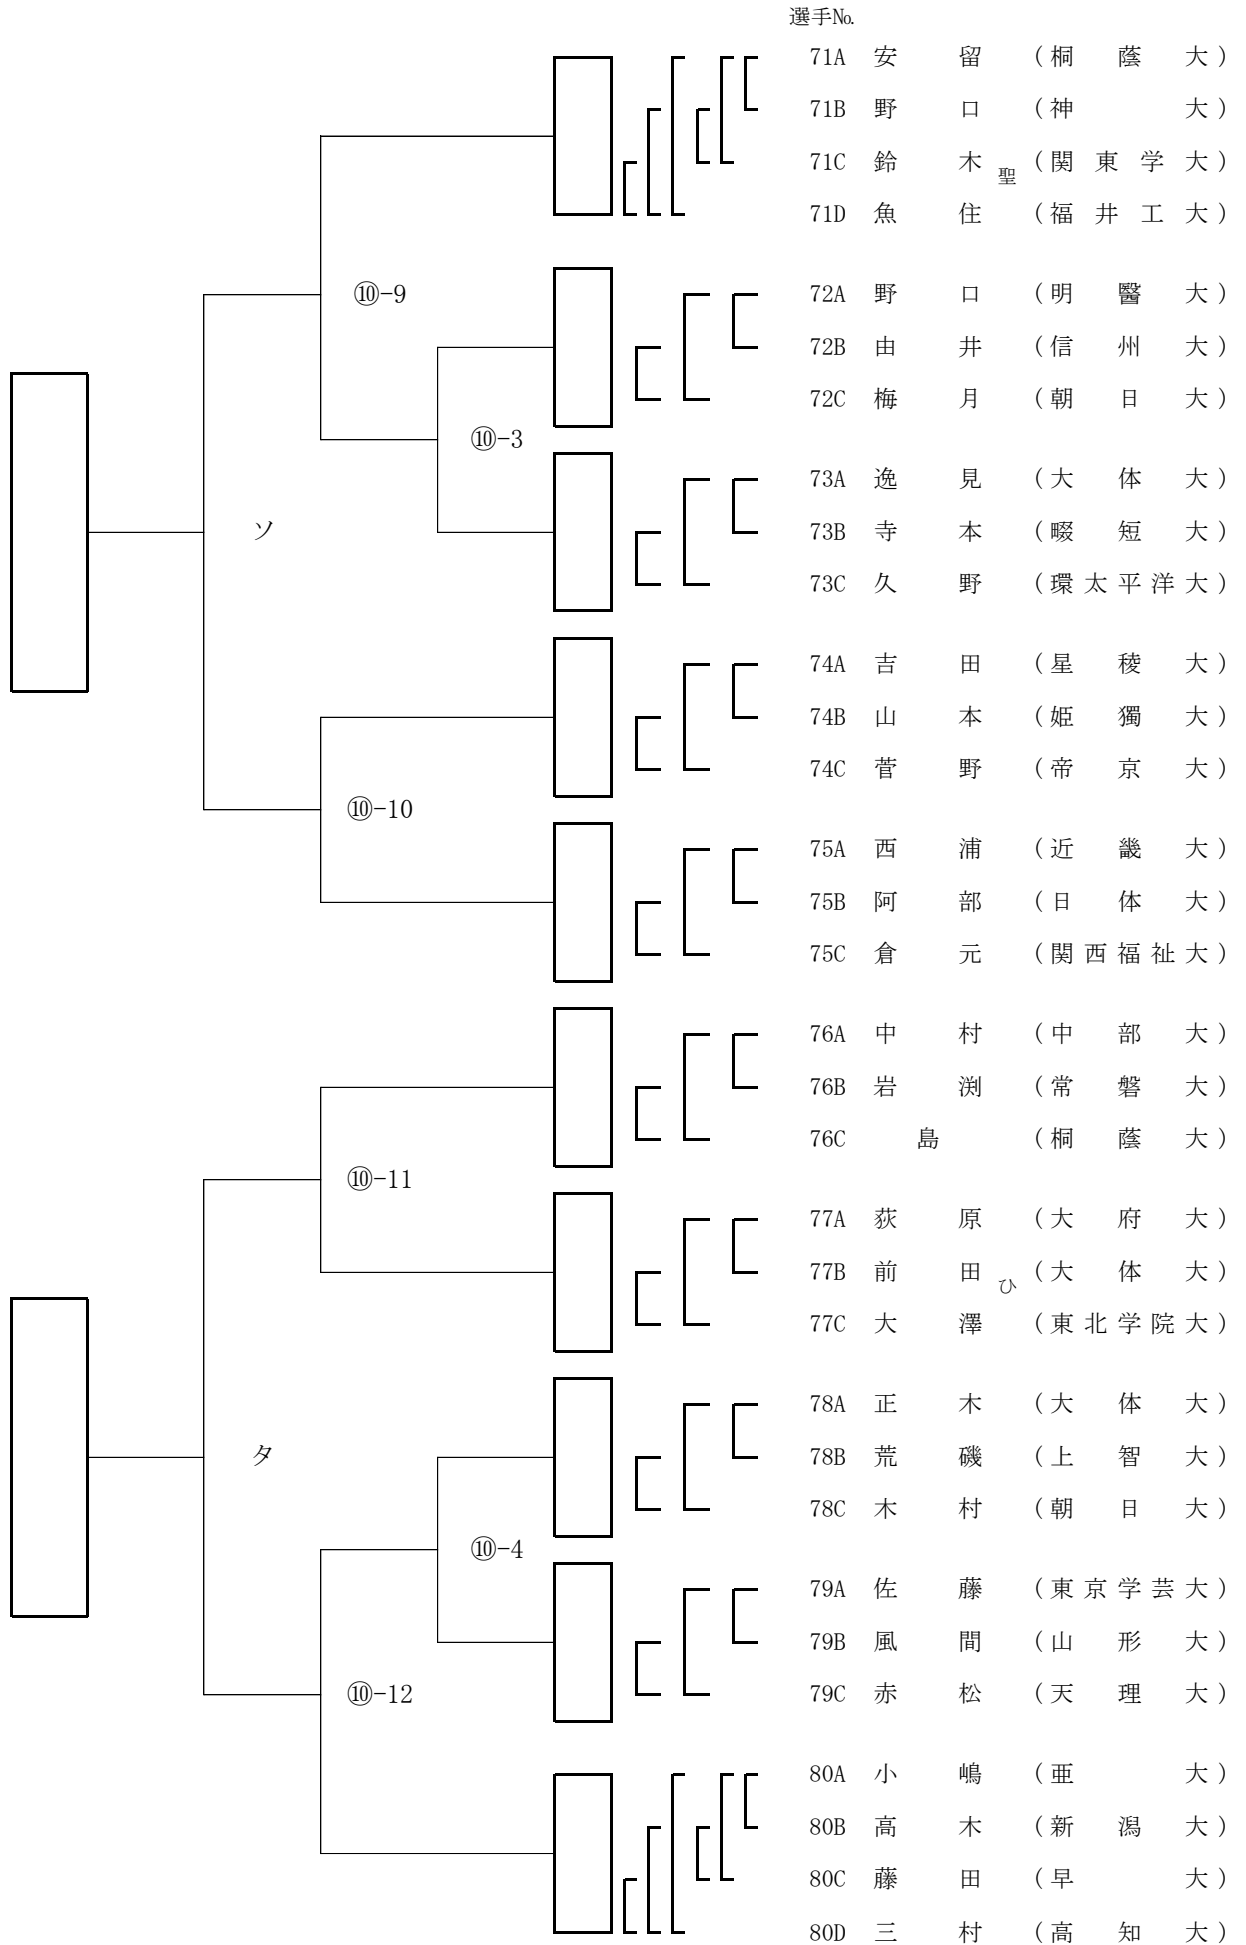 選手№
71A 安留 (桐蔭大)
71B 野口 (神大)
71C 鈴木聖 (関東学大)
71D 魚住 (福井工大)
⑩-9
72A 野口 (明醫大)
72B 由井 (信州大)
72C 梅月 (朝日大)
⑩-3
73A 逸見 (大体大)
ソ
73B 寺本 (畷短大)
73C 久野 (環太平洋大)
74A 吉田 (星稜大)
74B 山本 (姫獨大)
74C 菅野 (帝京大)
⑩-10
75A 西浦 (近畿大)
75B 阿部 (日体大)
75C 倉元 (関西福祉大)
76A 中村 (中部大)
76B 岩渕 (常磐大)
76C 島 (桐蔭大)
⑩-11
77A 荻原 (大府大)
77B 前田ひ (大体大)
77C 大澤 (東北学院大)
78A 正木 (大体大)
タ
78B 荒磯 (上智大)
78C 木村 (朝日大)
⑩-4
79A 佐藤 (東京学芸大)
79B 風間 (山形大)
⑩-12
79C 赤松 (天理大)
80A 小嶋 (亜大)
80B 高木 (新潟大)
80C 藤田 (早大)
80D 三村 (高知大)